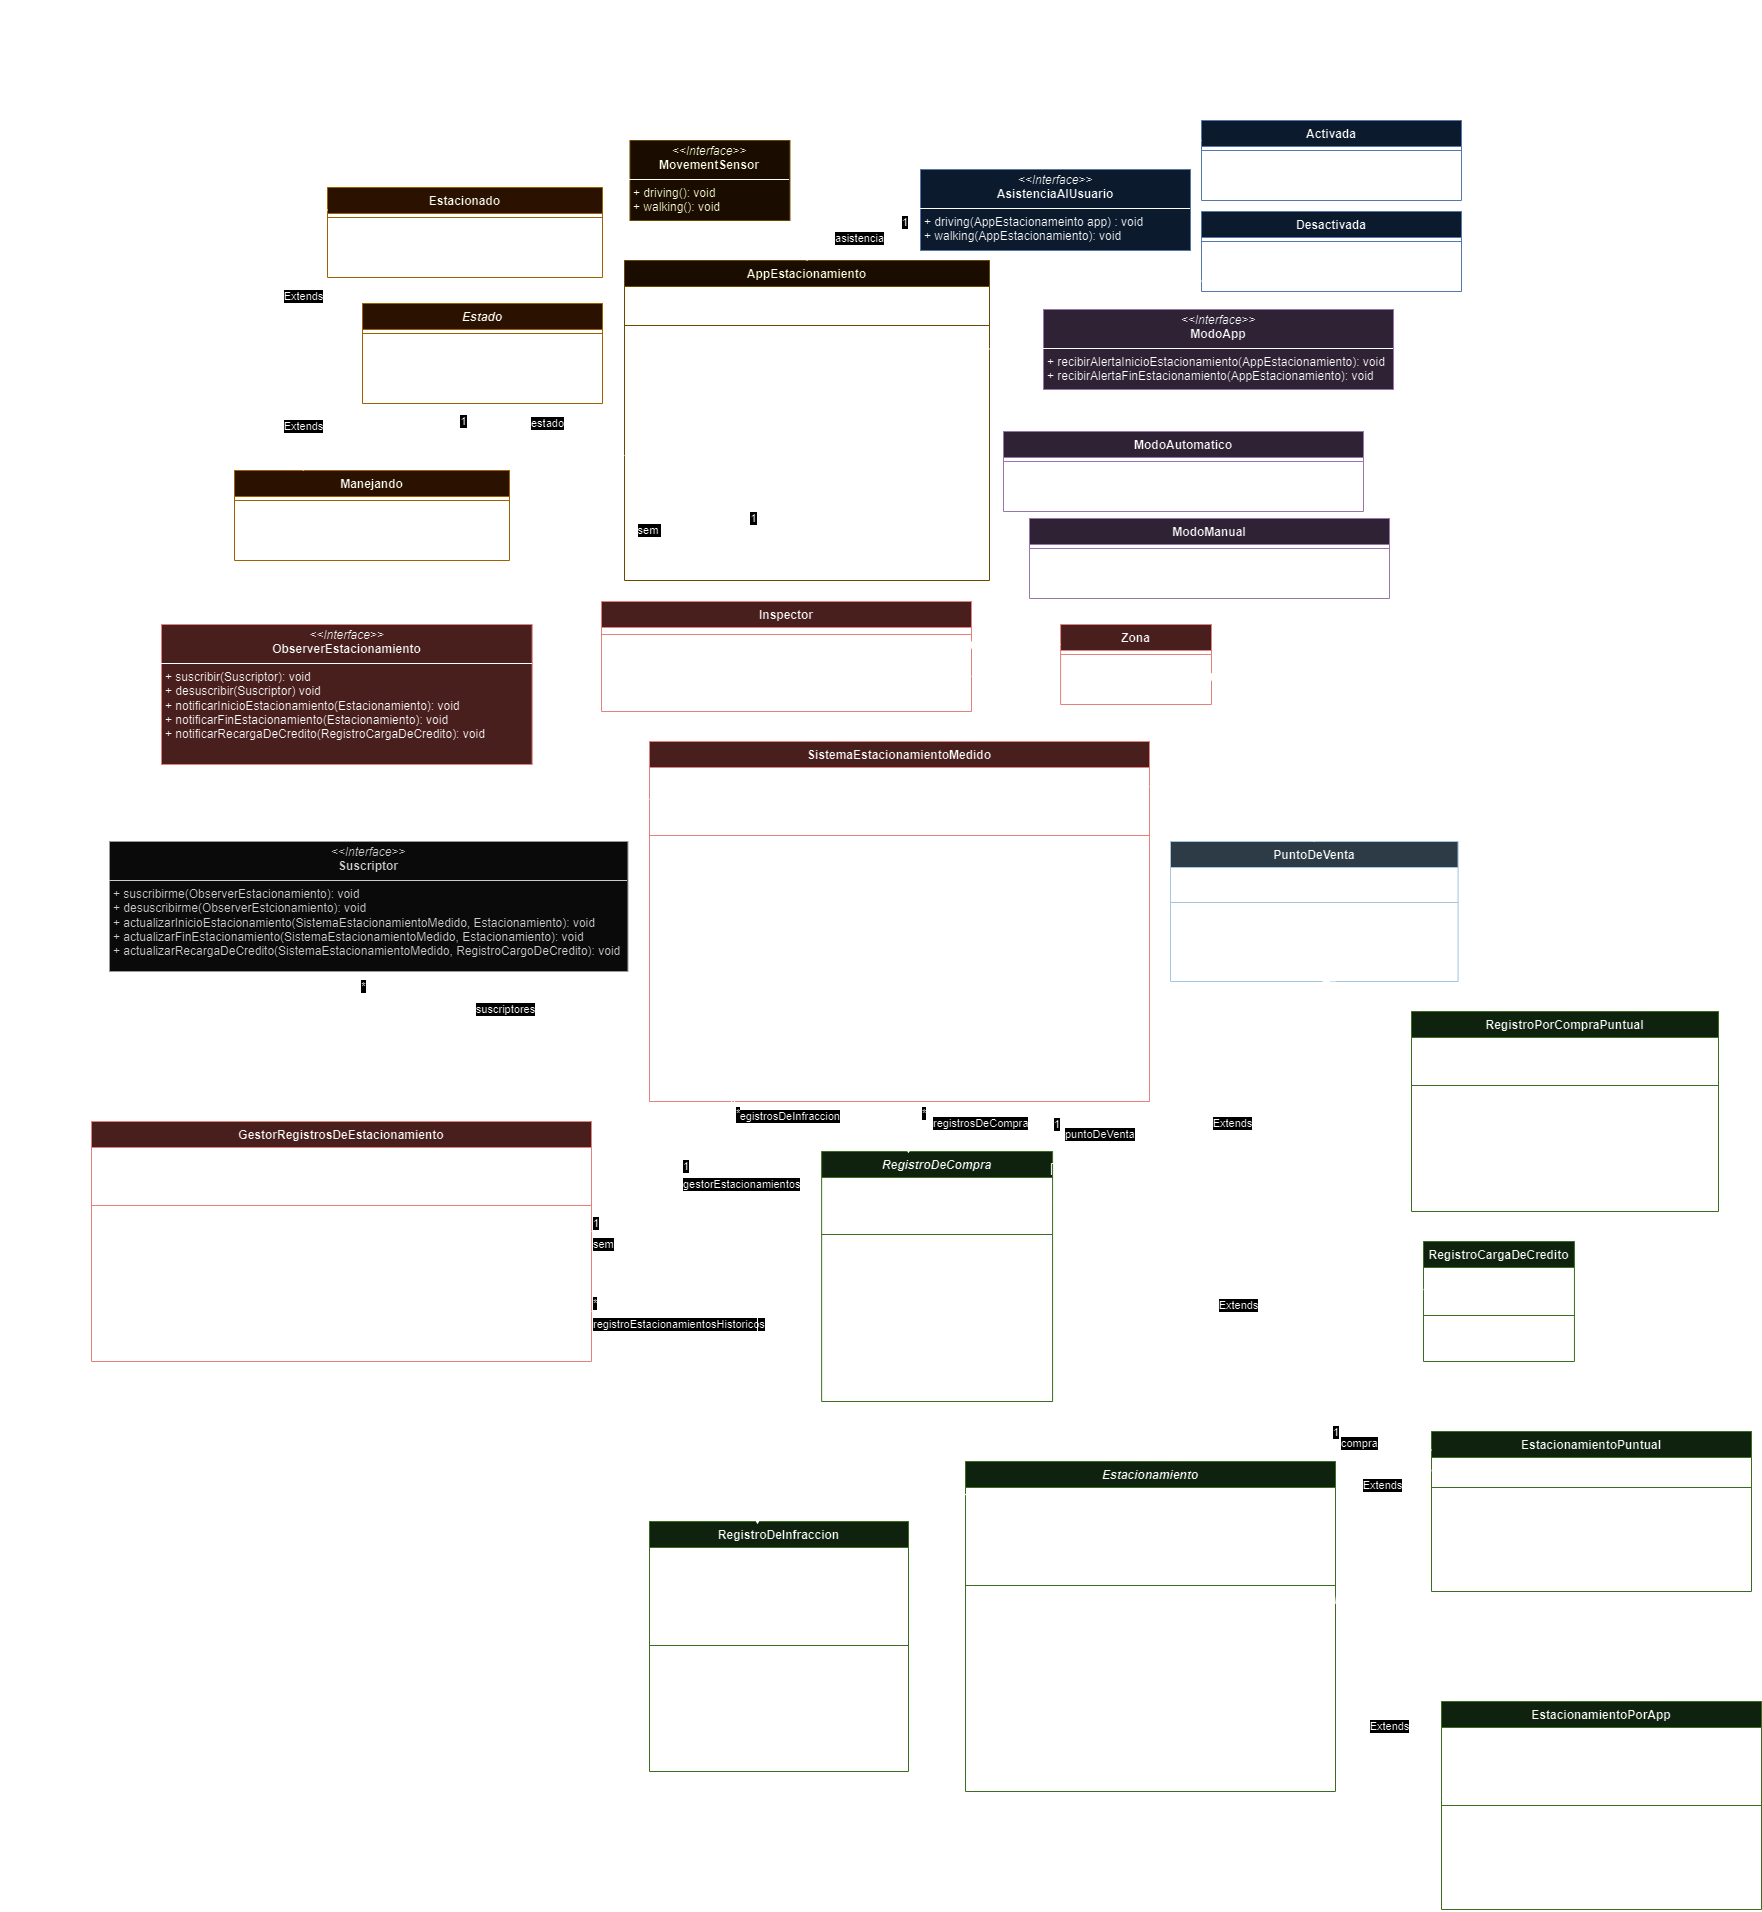 Activada
<<Interface>>
MovementSensor
+ driving(): void
+ walking(): void
<<Interface>>
AsistenciaAlUsuario
+ driving(AppEstacionameinto app) : void
+ walking(AppEstacionamiento): void
Estacionado
Desactivada
1
asistencia
AppEstacionamiento
Extends
Estado
<<Interface>>
ModoApp
+ recibirAlertaInicioEstacionamiento(AppEstacionamiento): void
+ recibirAlertaFinEstacionamiento(AppEstacionamiento): void
Extends
1
estado
ModoAutomatico
Manejando
1
sem
ModoManual
Inspector
<<Interface>>
ObserverEstacionamiento
+ suscribir(Suscriptor): void
+ desuscribir(Suscriptor) void
+ notificarInicioEstacionamiento(Estacionamiento): void
+ notificarFinEstacionamiento(Estacionamiento): void
+ notificarRecargaDeCredito(RegistroCargaDeCredito): void
Zona
SistemaEstacionamientoMedido
<<Interface>>
Suscriptor
+ suscribirme(ObserverEstacionamiento): void
+ desuscribirme(ObserverEstcionamiento): void
+ actualizarInicioEstacionamiento(SistemaEstacionamientoMedido, Estacionamiento): void
+ actualizarFinEstacionamiento(SistemaEstacionamientoMedido, Estacionamiento): void
+ actualizarRecargaDeCredito(SistemaEstacionamientoMedido, RegistroCargoDeCredito): void
PuntoDeVenta
*
suscriptores
RegistroPorCompraPuntual
*
egistrosDeInfraccion
*
registrosDeCompra
1
puntoDeVenta
Extends
GestorRegistrosDeEstacionamiento
1
gestorEstacionamientos
RegistroDeCompra
1
sem
RegistroCargaDeCredito
*
registroEstacionamientosHistoricos
Extends
1
compra
EstacionamientoPuntual
Estacionamiento
Extends
RegistroDeInfraccion
EstacionamientoPorApp
Extends